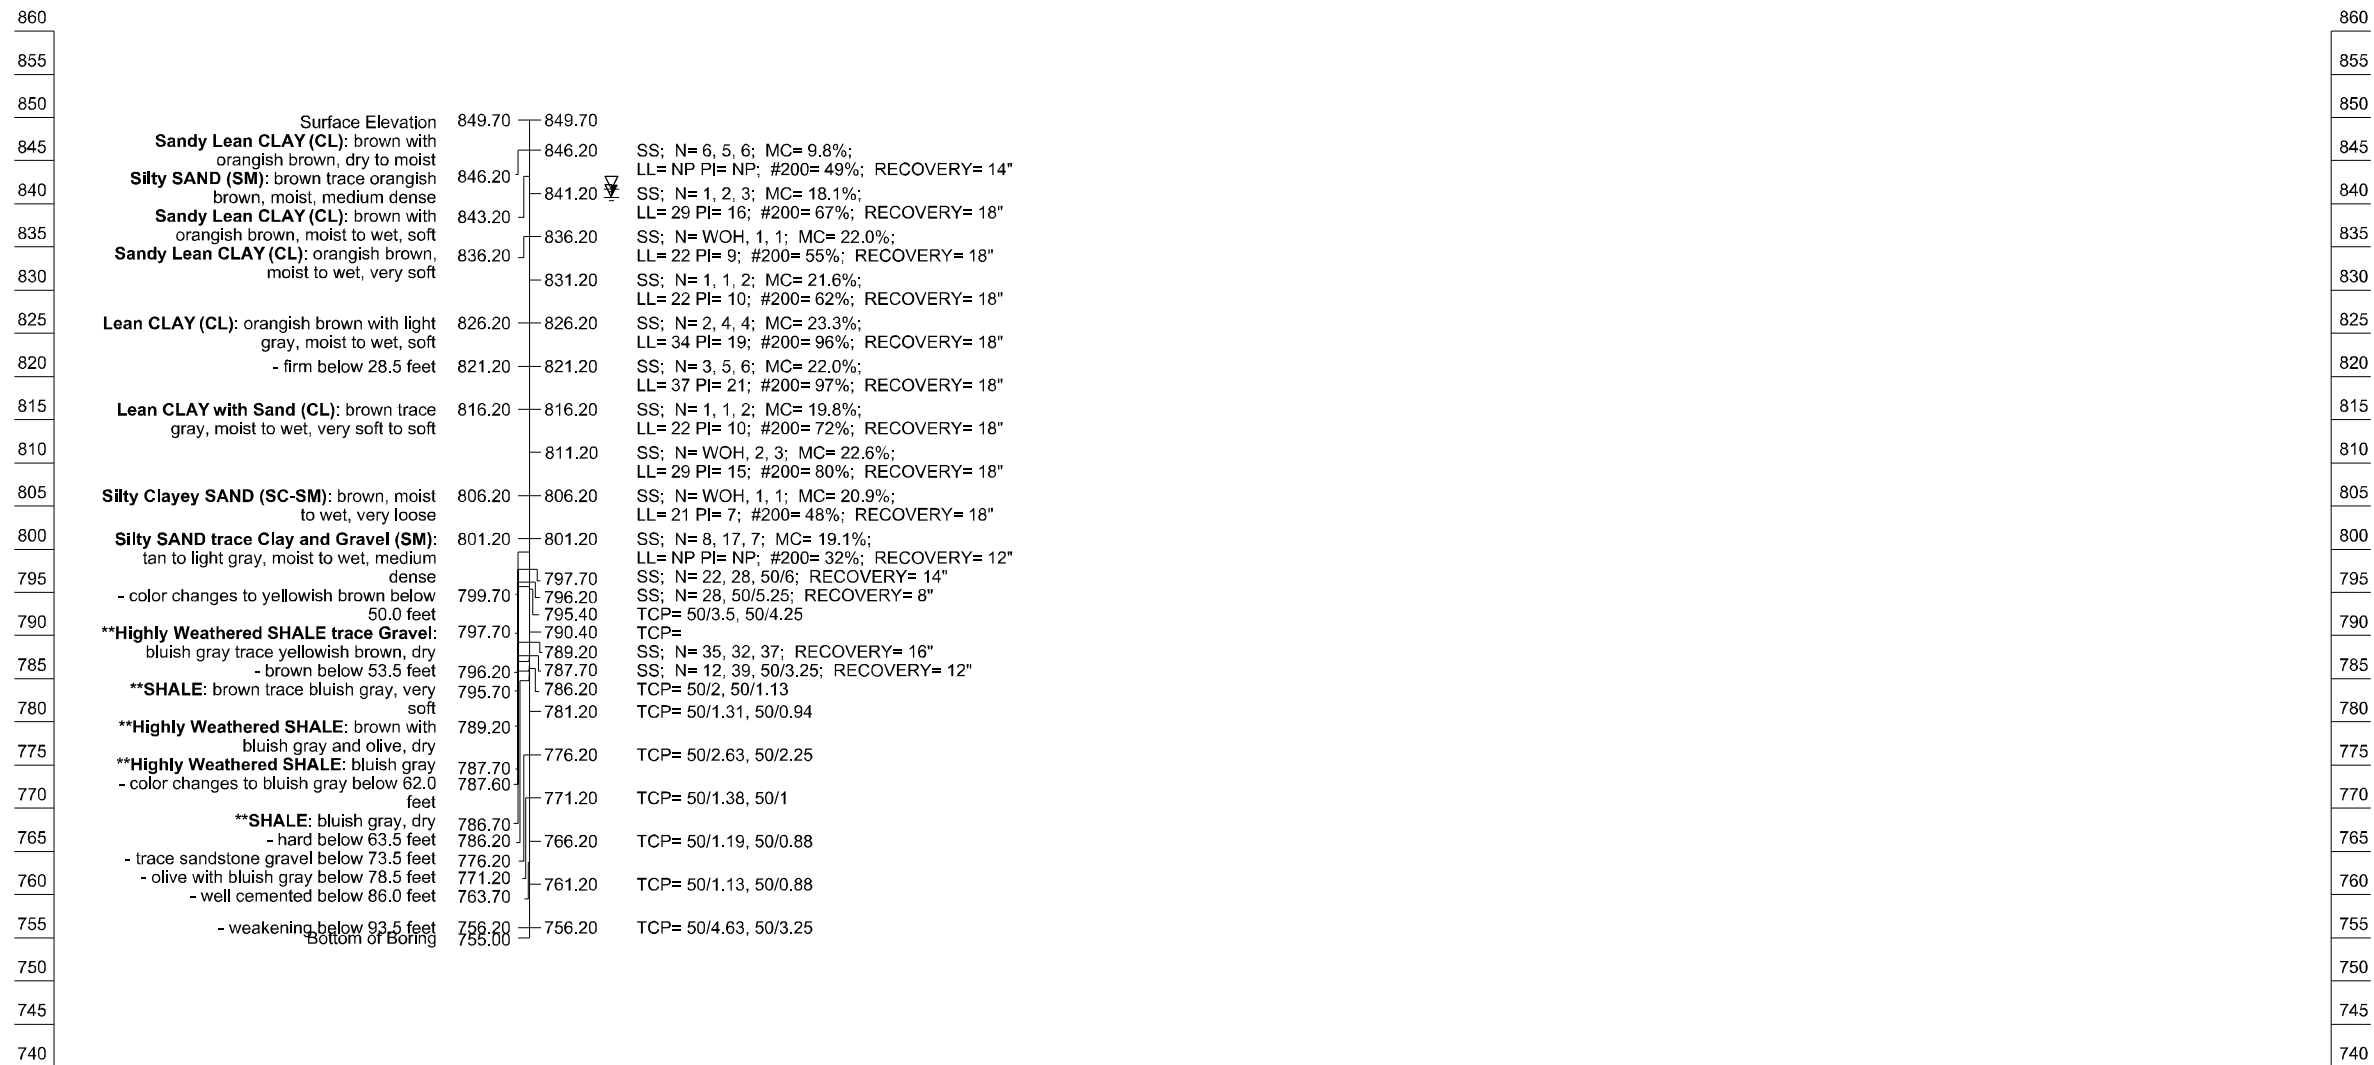 860 860
855 855
850 850
Surface Elevation 849.70 849.70
Sandy Lean CLAY (CL): brown with
845 846.20 SS; N= 6, 5, 6; MC= 9.8%; 845
orangish brown, dry to moist
LL= NP PI= NP; #200= 49%; RECOVERY= 14"
Silty SAND (SM): brown trace orangish 846.20
840 brown, moist, medium dense 841.20 SS; N= 1, 2, 3; MC= 18.1%; 840
Sandy Lean CLAY (CL): brown with 843.20 LL= 29 PI= 16; #200= 67%; RECOVERY= 18"
835 orangish brown, moist to wet, soft 836.20 SS; N= WOH, 1, 1; MC= 22.0%; 835
Sandy Lean CLAY (CL): orangish brown, 836.20 LL= 22 PI= 9; #200= 55%; RECOVERY= 18"
moist to wet, very soft
830 831.20 SS; N= 1, 1, 2; MC= 21.6%; 830
LL= 22 PI= 10; #200= 62%; RECOVERY= 18"
825 Lean CLAY (CL): orangish brown with light 826.20 826.20 SS; N= 2, 4, 4; MC= 23.3%; 825
gray, moist to wet, soft LL= 34 PI= 19; #200= 96%; RECOVERY= 18"
820 - firm below 28.5 feet 821.20 821.20 SS; N= 3, 5, 6; MC= 22.0%; 820
LL= 37 PI= 21; #200= 97%; RECOVERY= 18"
815 Lean CLAY with Sand (CL): brown trace 816.20 816.20 SS; N= 1, 1, 2; MC= 19.8%; 815
gray, moist to wet, very soft to soft LL= 22 PI= 10; #200= 72%; RECOVERY= 18"
810 811.20 SS; N= WOH, 2, 3; MC= 22.6%; 810
LL= 29 PI= 15; #200= 80%; RECOVERY= 18"
805 Silty Clayey SAND (SC-SM): brown, moist 806.20 806.20 SS; N= WOH, 1, 1; MC= 20.9%; 805
to wet, very loose LL= 21 PI= 7; #200= 48%; RECOVERY= 18"
800 Silty SAND trace Clay and Gravel (SM): 801.20 801.20 SS; N= 8, 17, 7; MC= 19.1%; 800
tan to light gray, moist to wet, medium LL= NP PI= NP; #200= 32%; RECOVERY= 12"
795 dense 797.70 SS; N= 22, 28, 50/6; RECOVERY= 14" 795
- color changes to yellowish brown below 799.70 796.20 SS; N= 28, 50/5.25; RECOVERY= 8"
50.0 feet 795.40 TCP= 50/3.5, 50/4.25
790 **Highly Weathered SHALE trace Gravel: 797.70 790.40 TCP= 790
bluish gray trace yellowish brown, dry 789.20 SS; N= 35, 32, 37; RECOVERY= 16"
785 - brown below 53.5 feet 796.20 787.70 SS; N= 12, 39, 50/3.25; RECOVERY= 12" 785
**SHALE: brown trace bluish gray, very 795.70 786.20 TCP= 50/2, 50/1.13
780 soft 781.20 TCP= 50/1.31, 50/0.94 780
**Highly Weathered SHALE: brown with 789.20
775 bluish gray and olive, dry 776.20 TCP= 50/2.63, 50/2.25 775
**Highly Weathered SHALE: bluish gray 787.70
- color changes to bluish gray below 62.0 787.60
770 feet 771.20 TCP= 50/1.38, 50/1 770
**SHALE: bluish gray, dry 786.70
765 - hard below 63.5 feet 786.20 766.20 TCP= 50/1.19, 50/0.88 765
- trace sandstone gravel below 73.5 feet 776.20
760 - olive with bluish gray below 78.5 feet 771.20 761.20 TCP= 50/1.13, 50/0.88 760
- well cemented below 86.0 feet 763.70
755 - weakening below 93.5 feet 756.20 756.20 TCP= 50/4.63, 50/3.25 755
Bottom of Boring 755.00
750 750
745 745
740 740